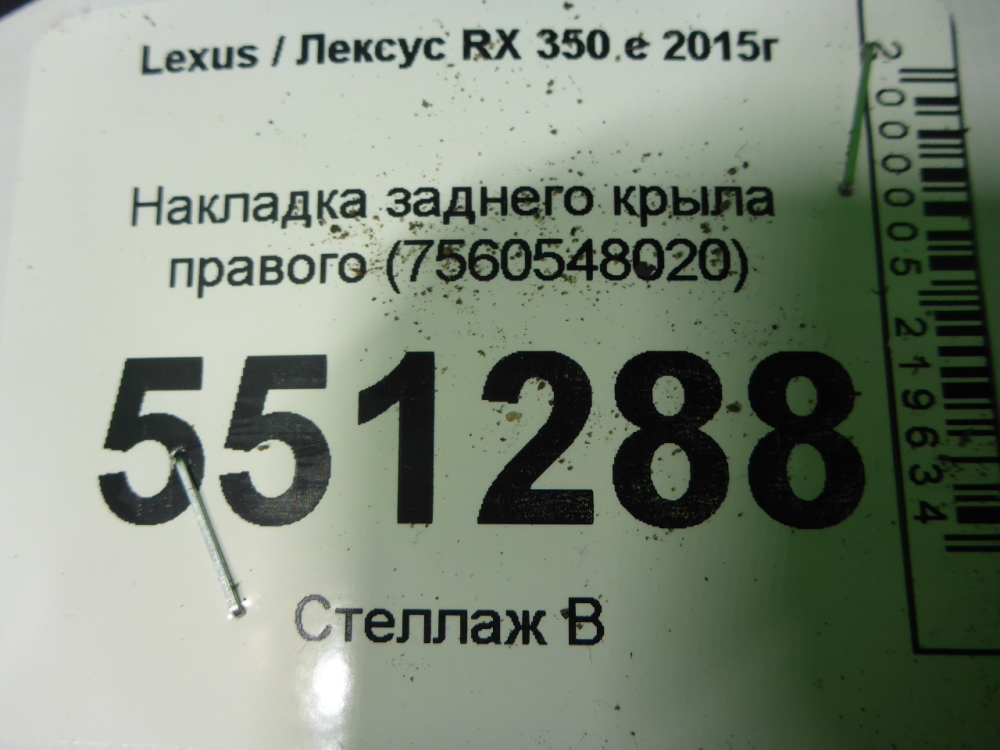 Lexus / Лексус RX 350 с 2015г
Накладка заднего крыла
правого (7560548020)
551288
Стеллаж В
2000005219634